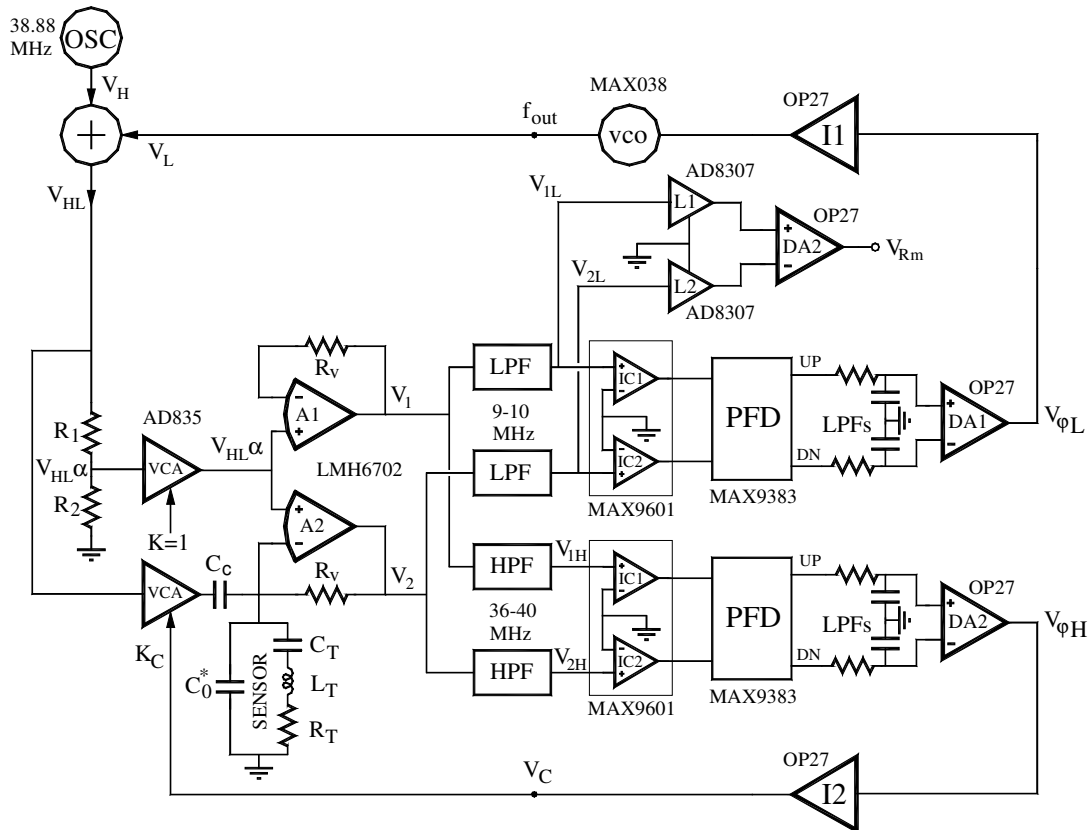 38.88
MHz
OSC
V_H
+
V_L
V_HL
f_out
MAX038
vco
OP27
I1
AD8307
V_1L
L1
OP27
+
DA2
−
V_Rm
V_2L
L2
AD8307
R_V
A1
−
+
V_1
LPF
9-10
MHz
LPF
+
IC1
−
−
IC2
+
MAX9601
PFD
MAX9383
UP
LPFs
DN
OP27
+
DA1
−
V_φL
R_1
V_HL α
R_2
AD835
VCA
K=1
V_HL α
LMH6702
+
A2
−
R_V
V_2
VCA
C_C
K_C
C_0*
SENSOR
C_T
L_T
R_T
HPF
V_1H
36-40
MHz
HPF
V_2H
+
IC1
−
−
IC2
+
MAX9601
PFD
MAX9383
UP
LPFs
DN
OP27
+
DA2
−
V_φH
V_C
OP27
I2